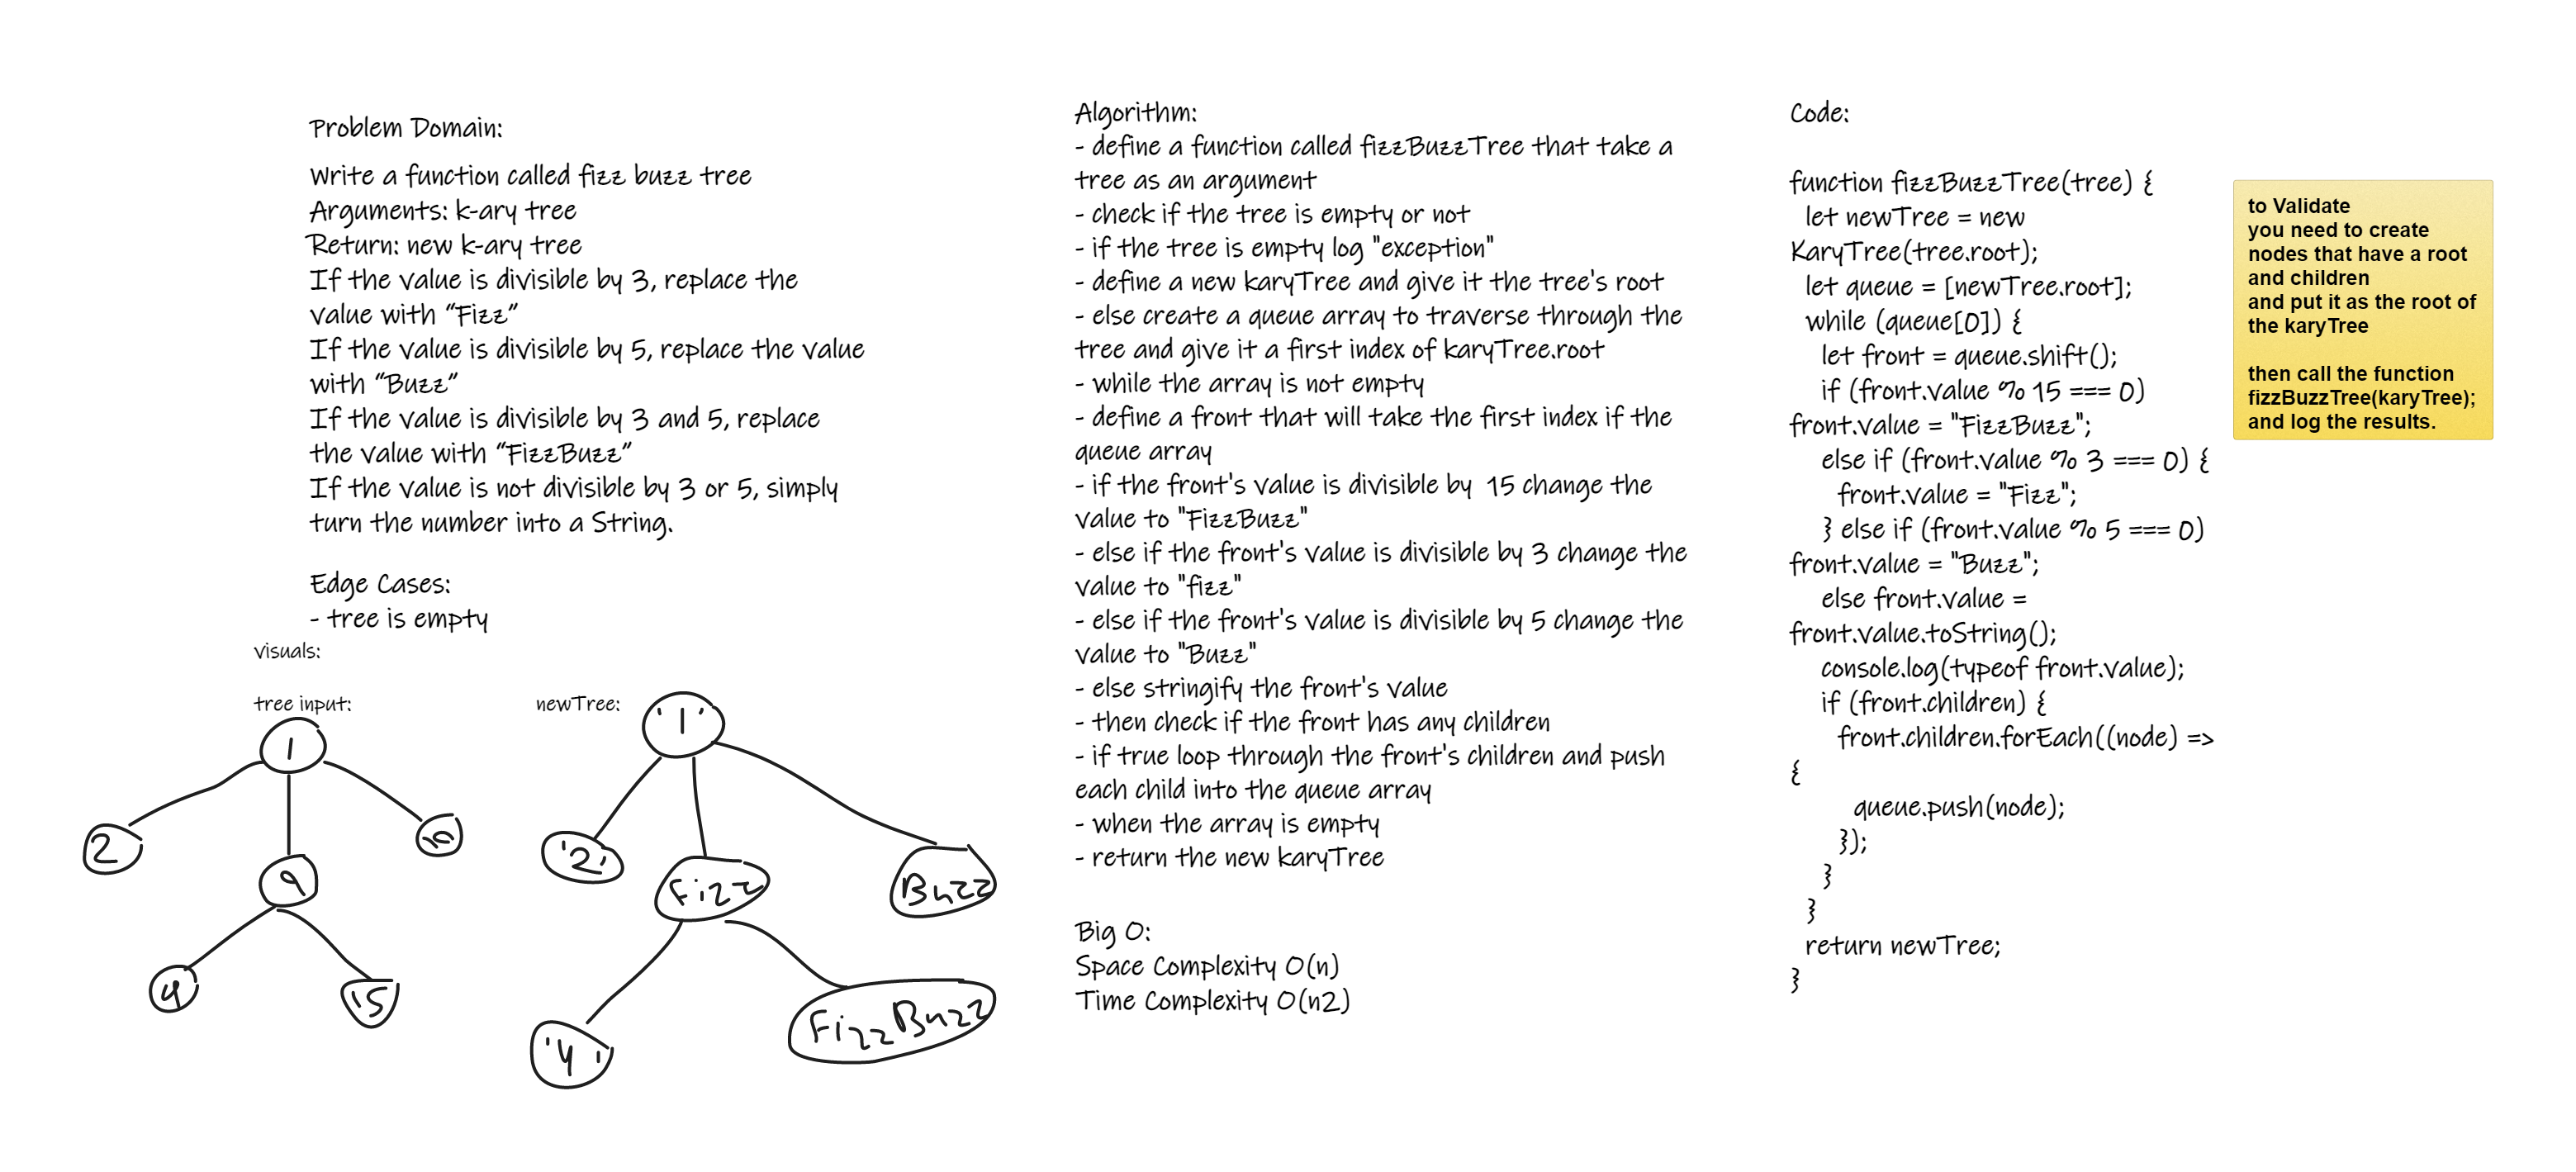 Problem Domain:
Write a function called fizz buzz tree
Arguments: k-ary tree
Return: new k-ary tree
If the value is divisible by 3, replace the
value with “Fizz”
If the value is divisible by 5, replace the value
with “Buzz”
If the value is divisible by 3 and 5, replace
the value with “FizzBuzz”
If the value is not divisible by 3 or 5, simply
turn the number into a String.
Edge Cases:
- tree is empty
visuals:
tree input:
1
2
9
10
4
15
newTree:
'1'
'2'
Fizz
Buzz
'4'
FizzBuzz
Algorithm:
- define a function called fizzBuzzTree that take a
tree as an argument
- check if the tree is empty or not
- if the tree is empty log "exception"
- define a new karyTree and give it the tree's root
- else create a queue array to traverse through the
tree and give it a first index of karyTree.root
- while the array is not empty
- define a front that will take the first index if the
queue array
- if the front's value is divisible by  15 change the
value to "FizzBuzz"
- else if the front's value is divisible by 3 change the
value to "fizz"
- else if the front's value is divisible by 5 change the
value to "Buzz"
- else stringify the front's value
- then check if the front has any children
- if true loop through the front's children and push
each child into the queue array
- when the array is empty
- return the new karyTree
Big O:
Space Complexity O(n)
Time Complexity O(n2)
Code:
function fizzBuzzTree(tree) {
let newTree = new
KaryTree(tree.root);
let queue = [newTree.root];
while (queue[0]) {
let front = queue.shift();
if (front.value % 15 === 0)
front.value = "FizzBuzz";
else if (front.value % 3 === 0) {
front.value = "Fizz";
} else if (front.value % 5 === 0)
front.value = "Buzz";
else front.value =
front.value.toString();
console.log(typeof front.value);
if (front.children) {
front.children.forEach((node) =>
{
queue.push(node);
});
}
}
return newTree;
}
to Validate
you need to create
nodes that have a root
and children
and put it as the root of
the karyTree
then call the function
fizzBuzzTree(karyTree);
and log the results.